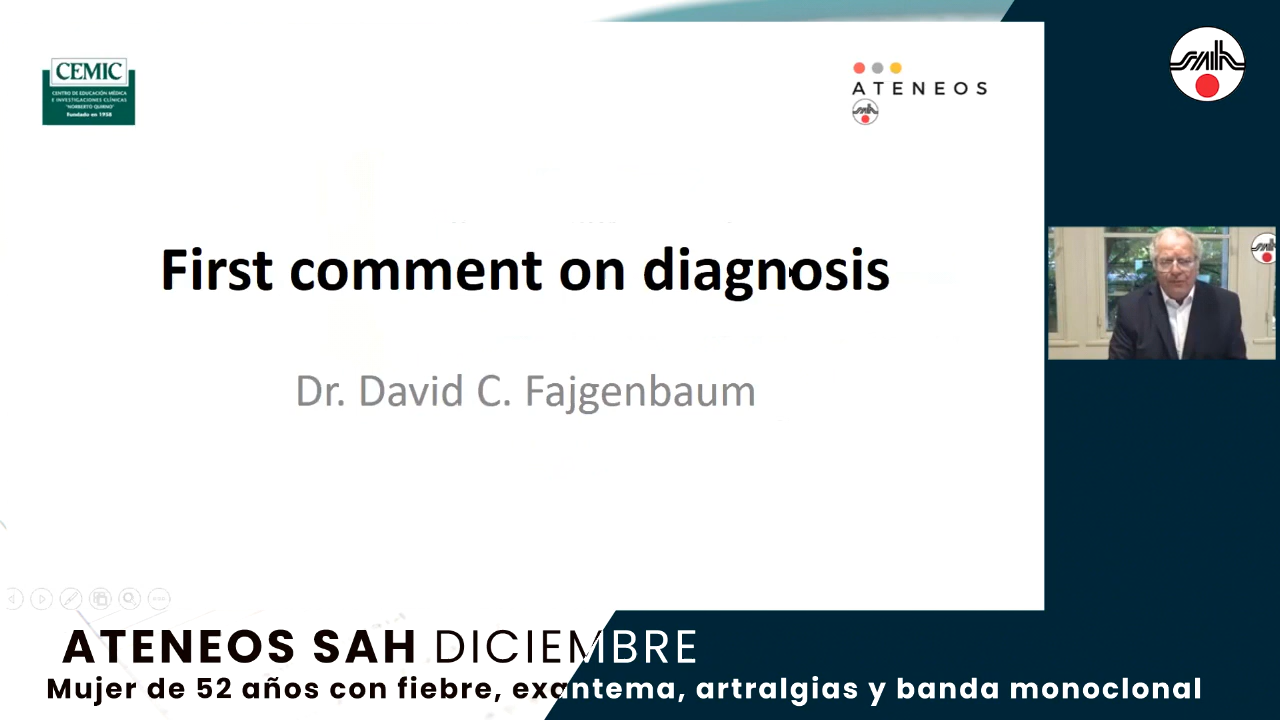 CEMIC
CENTRO DE EDUCACIÓN MÉDICA
E INVESTIGACIONES CLÍNICAS
"NORBERTO QUIRNO"
Fundado en 1958
ATENEOS
First comment on diagnosis
Dr. David C. Fajgenbaum
ATENEOS SAH DICIEMBRE
Mujer de 52 años con fiebre, exantema, artralgias y banda monoclonal